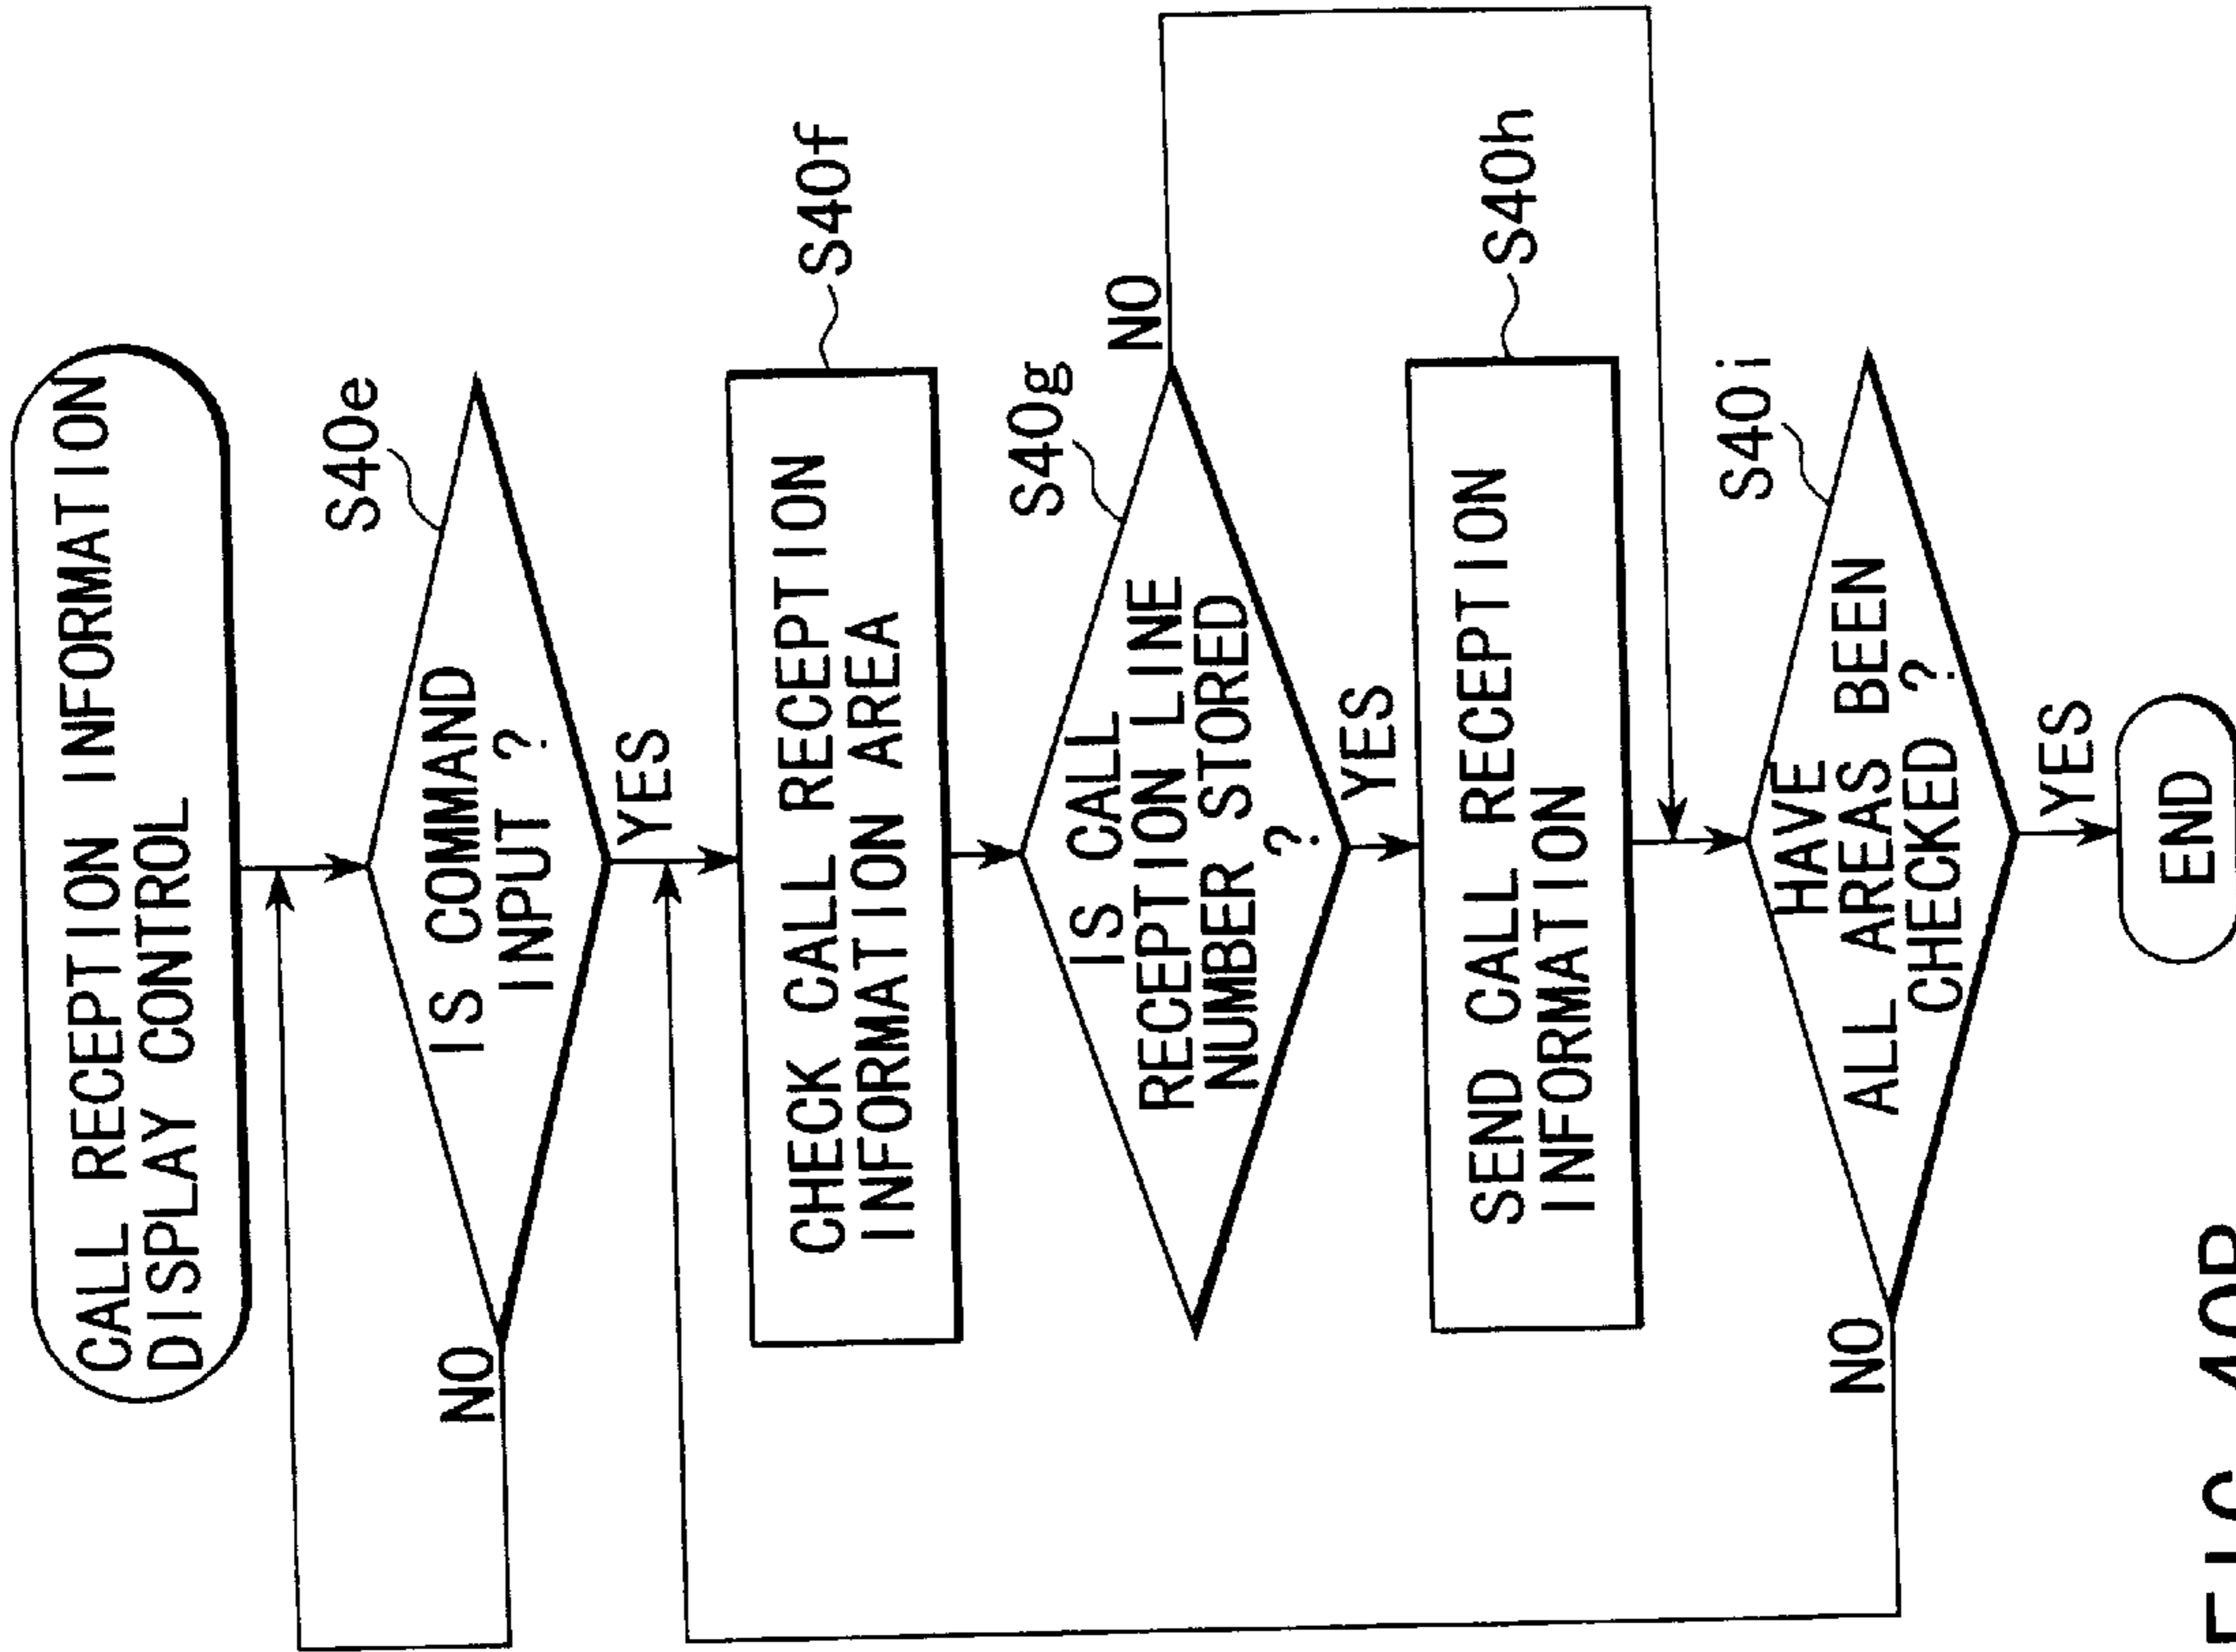 CALL RECEPTION INFORMATION
DISPLAY CONTROL
S40e
IS COMMAND
INPUT ?
NO
YES
CHECK CALL RECEPTION
INFORMATION AREA
S40f
S40g
IS CALL
RECEPTION LINE
NUMBER STORED
?
NO
YES
SEND CALL RECEPTION
INFORMATION
S40h
S40i
HAVE
ALL AREAS BEEN
CHECKED ?
NO
YES
END
FIG. 40B